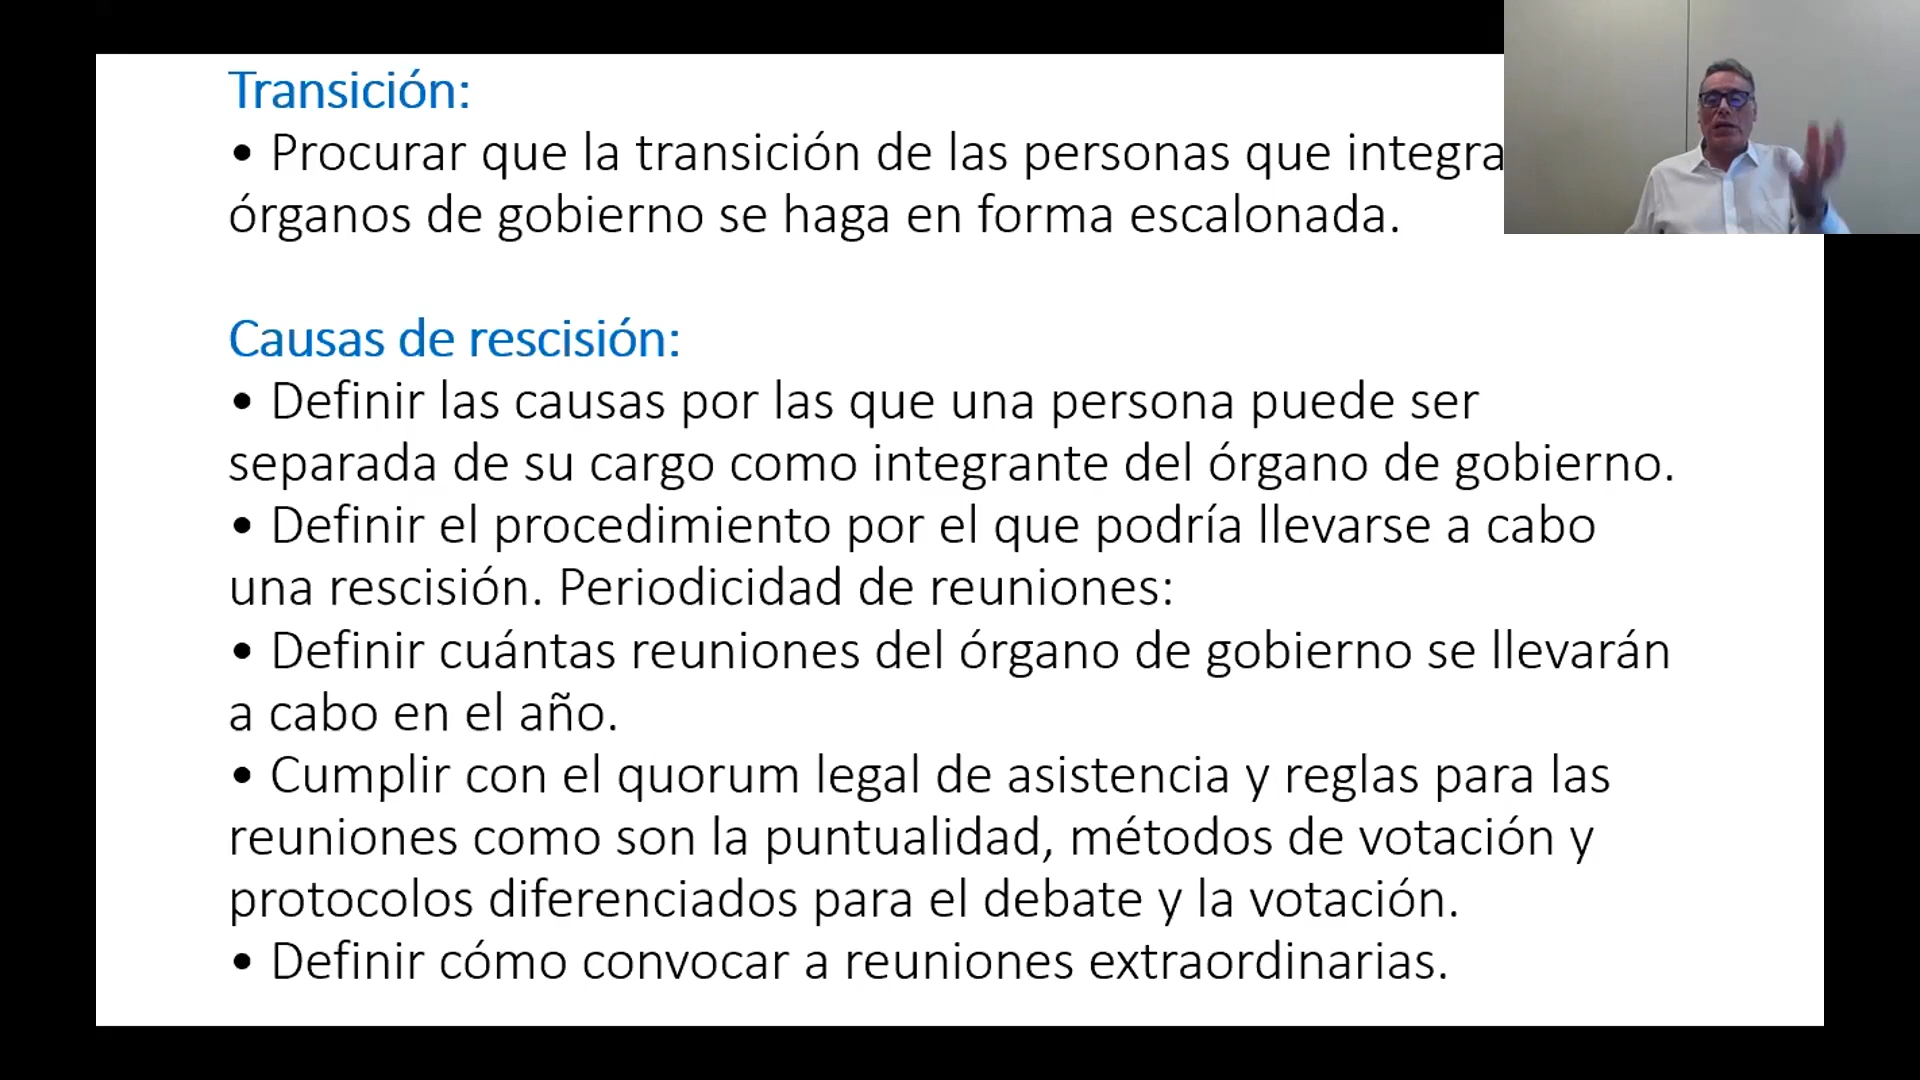 Transición:
• Procurar que la transición de las personas que integra
órganos de gobierno se haga en forma escalonada.
Causas de rescisión:
• Definir las causas por las que una persona puede ser
separada de su cargo como integrante del órgano de gobierno.
• Definir el procedimiento por el que podría llevarse a cabo
una rescisión. Periodicidad de reuniones:
• Definir cuántas reuniones del órgano de gobierno se llevarán
a cabo en el año.
• Cumplir con el quorum legal de asistencia y reglas para las
reuniones como son la puntualidad, métodos de votación y
protocolos diferenciados para el debate y la votación.
• Definir cómo convocar a reuniones extraordinarias.